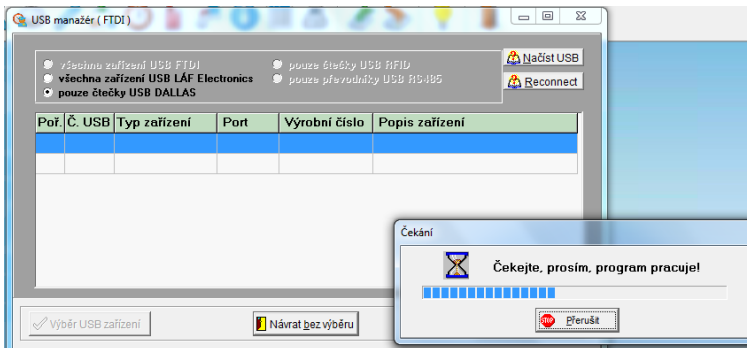 USB manažér ( FTDI )
všechna zařízení USB FTDI
pouze čtečky USB RFID
Načíst USB
všechna zařízení USB LÁF Electronics
pouze převodníky USB RS485
pouze čtečky USB DALLAS
Reconnect
Poř. Č. USB Typ zařízení Port Výrobní číslo Popis zařízení
Čekání
Čekejte, prosím, program pracuje!
Výběr USB zařízení
Návrat bez výběru
STOP Přerušit